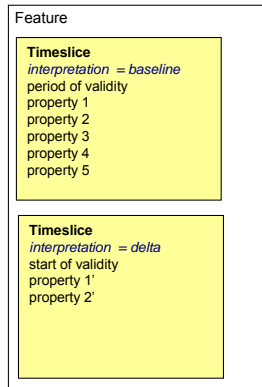 Feature
Timeslice
interpretation = baseline
period of validity
property 1
property 2
property 3
property 4
property 5
Timeslice
interpretation = delta
start of validity
property 1'
property 2'